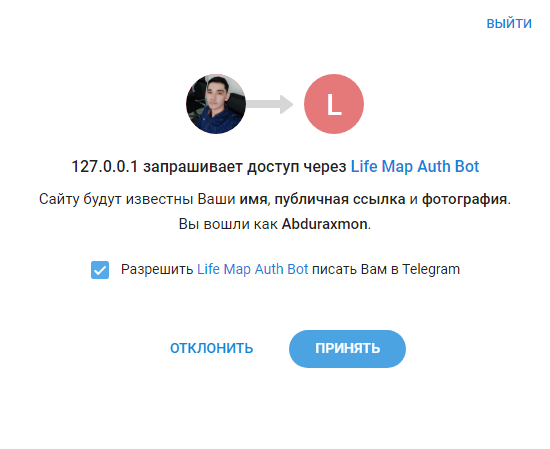 ВЫЙТИ
L
127.0.0.1 запрашивает доступ через Life Map Auth Bot
Сайту будут известны Ваши имя, публичная ссылка и фотография.
Вы вошли как Abduraxmon.
Разрешить Life Map Auth Bot писать Вам в Telegram
ОТКЛОНИТЬ ПРИНЯТЬ